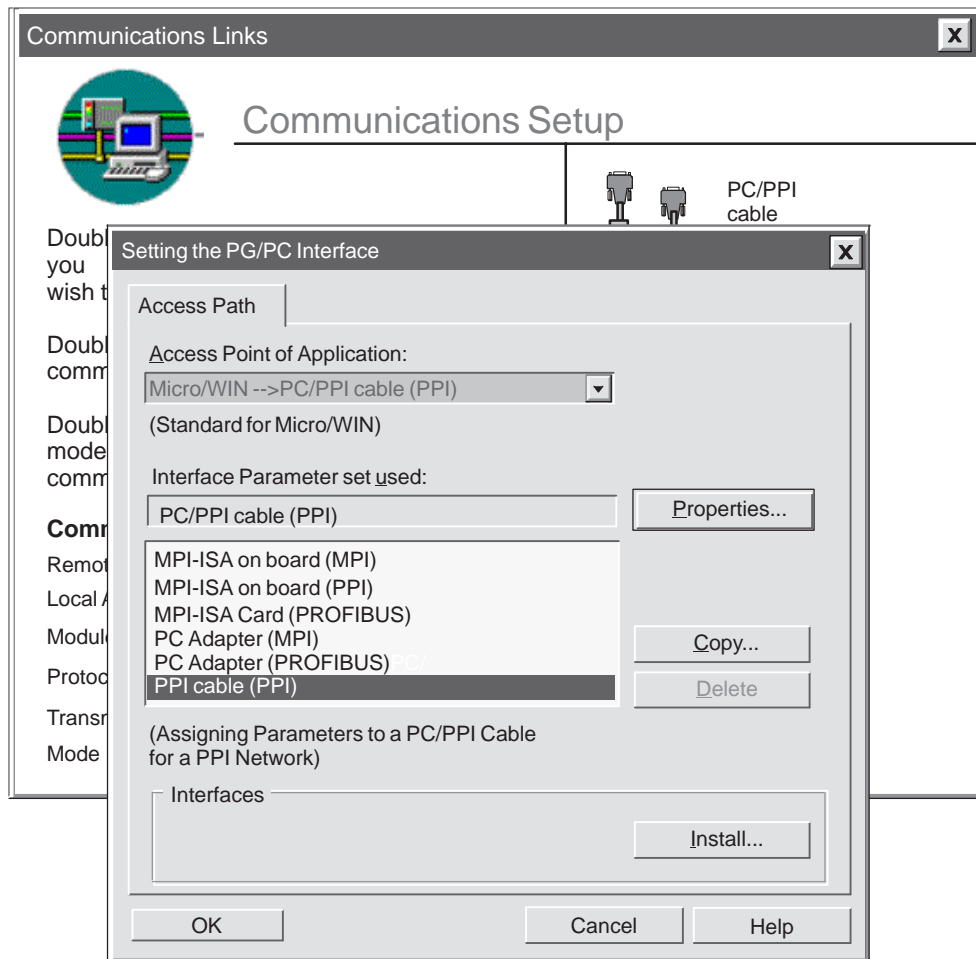 Communications Links
X
Communications Setup
PC/PPI
cable
Doubl
you
wish t
Doubl
comm
Doubl
mode
comm
Comm
Remot
Local A
Modul
Protoc
Transm
Mode
Setting the PG/PC Interface
X
Access Path
Access Point of Application:
Micro/WIN -->PC/PPI cable (PPI)
(Standard for Micro/WIN)
Interface Parameter set used:
PC/PPI cable (PPI)
Properties...
MPI-ISA on board (MPI)
MPI-ISA on board (PPI)
MPI-ISA Card (PROFIBUS)
PC Adapter (MPI)
PC Adapter (PROFIBUS)PC/
PPI cable (PPI)
Copy...
Delete
(Assigning Parameters to a PC/PPI Cable
for a PPI Network)
Interfaces
Install...
OK
Cancel
Help